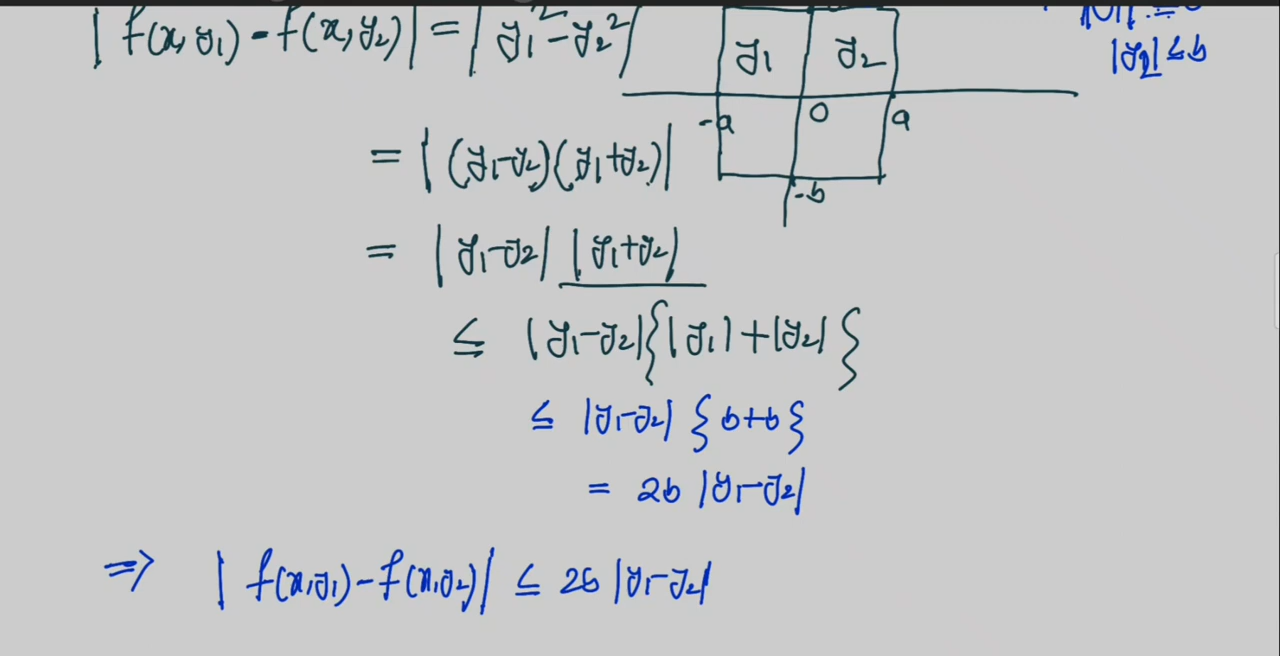 | f(x, y₁) - f(x, y₂)| = | y₁² - y₂² |
y₁ y₂
|y₂| ≤ b
-a 0 a
= | (y₁-y₂)(y₁+y₂)|
-b
= | y₁-y₂| |y₁+y₂|
≤ |y₁-y₂| { |y₁| + |y₂| }
≤ |y₁-y₂| { b+b }
= 2b |y₁-y₂|
⇒ | f(x,y₁) - f(x,y₂)| ≤ 2b |y₁-y₂|